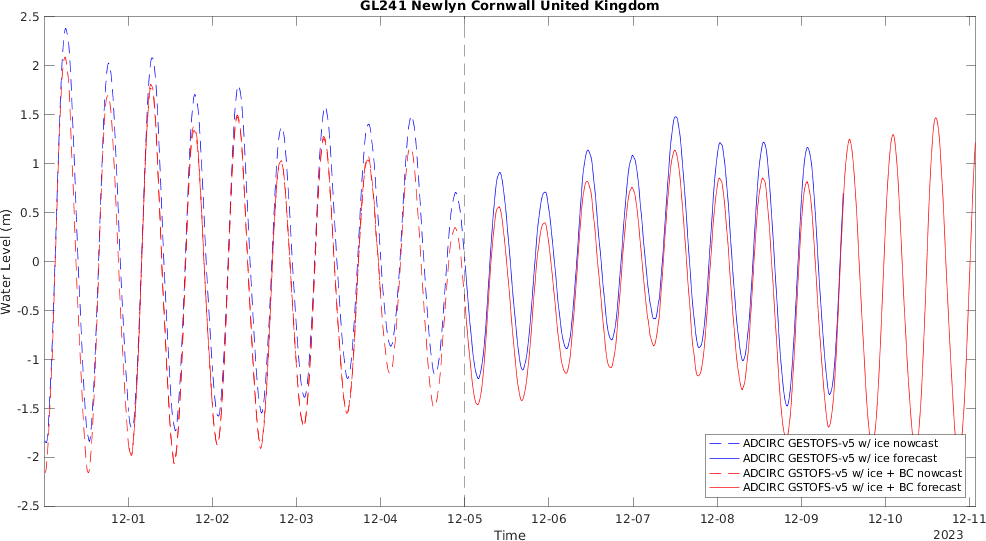 GL241 Newlyn Cornwall United Kingdom
2.5
2
1.5
1
0.5
0
-0.5
-1
-1.5
-2
-2.5
Water Level (m)
ADCIRC GESTOFS-v5 w/ ice nowcast
ADCIRC GESTOFS-v5 w/ ice forecast
ADCIRC GSTOFS-v5 w/ ice + BC nowcast
ADCIRC GSTOFS-v5 w/ ice + BC forecast
12-01 12-02 12-03 12-04 12-05 12-06 12-07 12-08 12-09 12-10 12-11
Time
2023